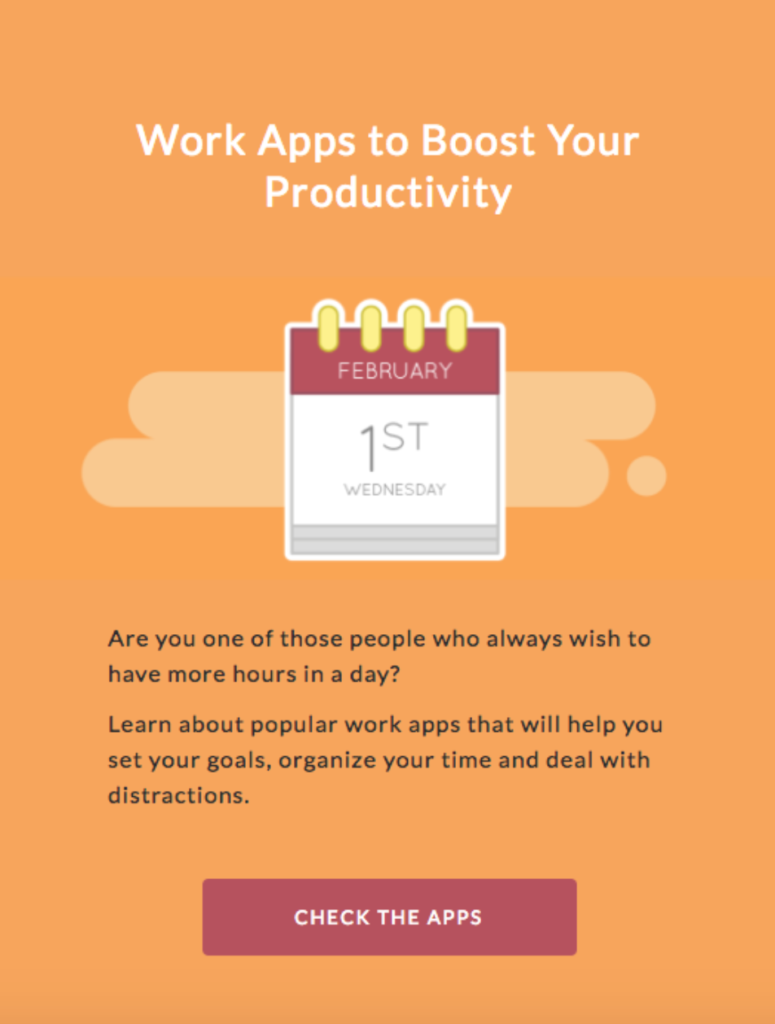 Work Apps to Boost Your
Productivity
FEBRUARY
1ST
WEDNESDAY
Are you one of those people who always wish to
have more hours in a day?
Learn about popular work apps that will help you
set your goals, organize your time and deal with
distractions.
CHECK THE APPS